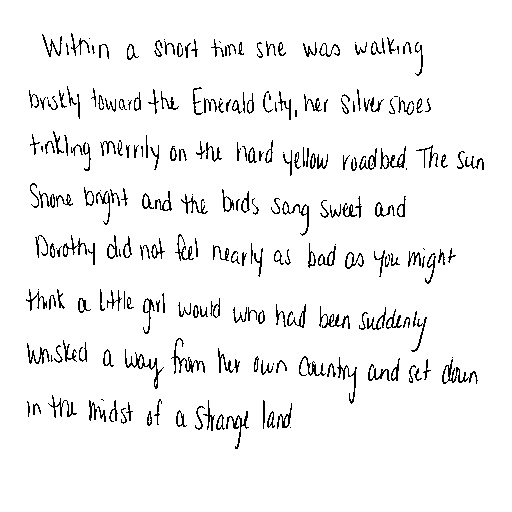 Within a short time she was walking
briskly toward the Emerald City, her Silver Shoes
tinkling merrily on the hard yellow roadbed. The sun
Shone bright and the birds sang sweet and
Dorothy did not feel nearly as bad as you might
think a little girl would who had been suddenly
whisked a way from her own country and set down
in the midst of a strange land